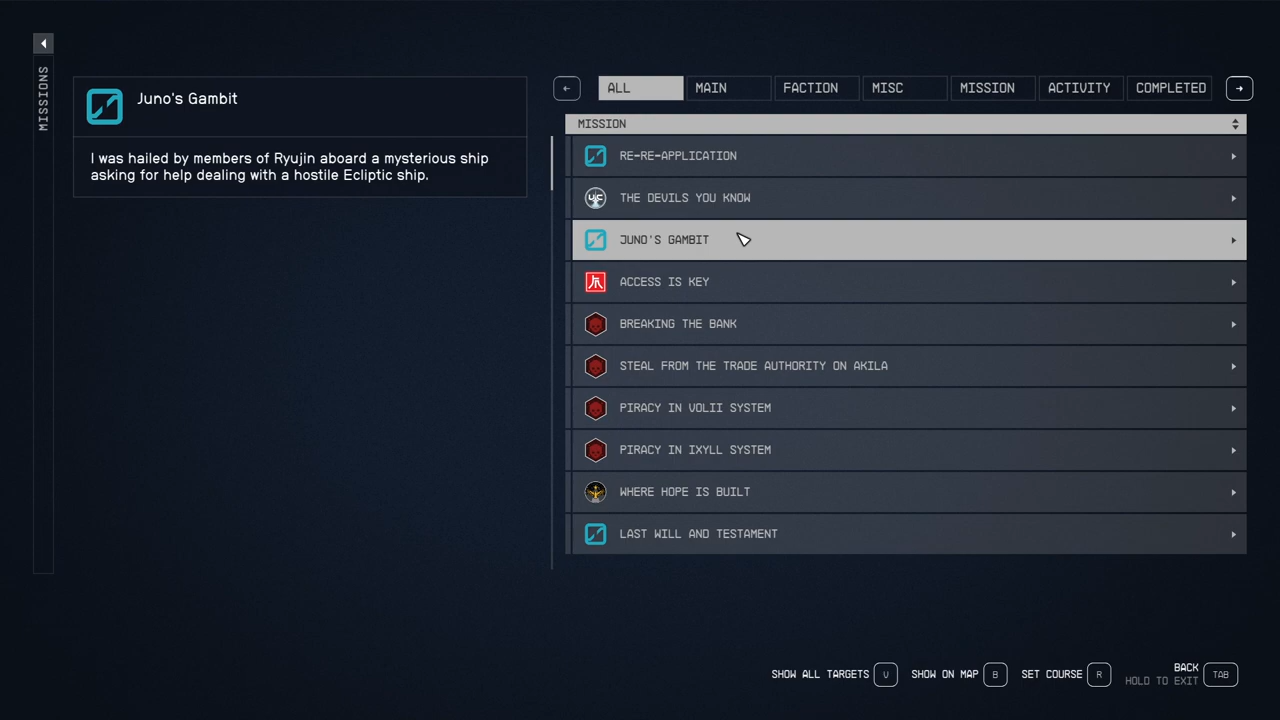 MISSIONS
Juno's Gambit
I was hailed by members of Ryujin aboard a mysterious ship
asking for help dealing with a hostile Ecliptic ship.
ALL
MAIN
FACTION
MISC
MISSION
ACTIVITY
COMPLETED
MISSION
RE-RE-APPLICATION
UC
THE DEVILS YOU KNOW
JUNO'S GAMBIT
ACCESS IS KEY
BREAKING THE BANK
STEAL FROM THE TRADE AUTHORITY ON AKILA
PIRACY IN VOLII SYSTEM
PIRACY IN IXYLL SYSTEM
WHERE HOPE IS BUILT
LAST WILL AND TESTAMENT
SHOW ALL TARGETS V
SHOW ON MAP B
SET COURSE R
BACK
HOLD TO EXIT
TAB